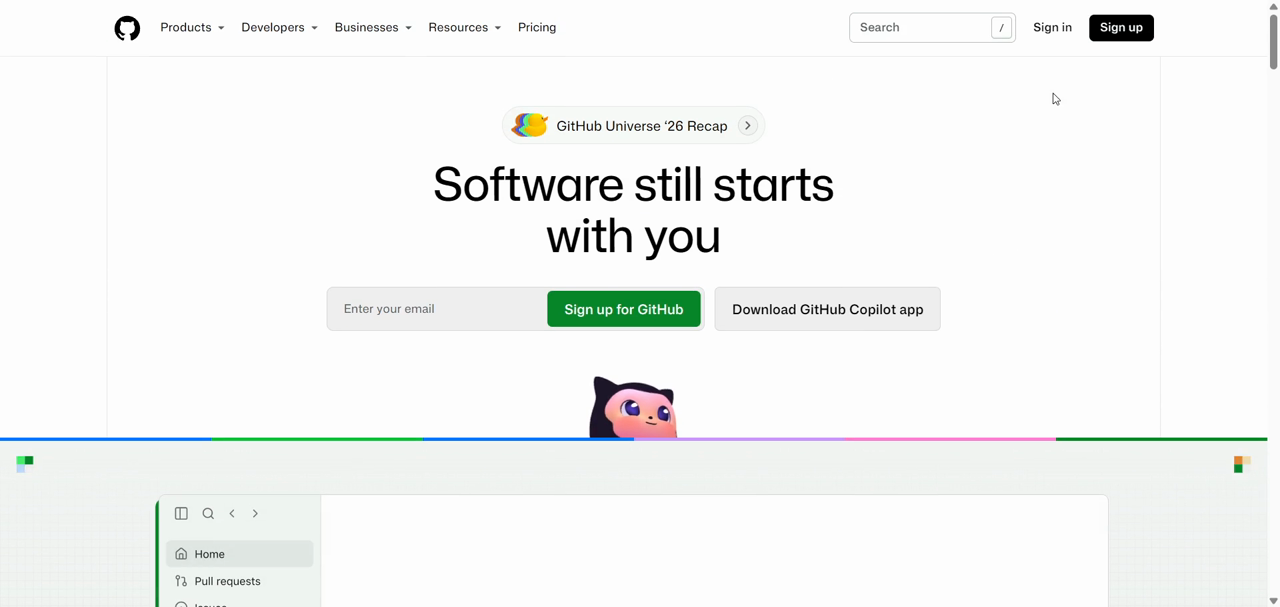 Products Developers Businesses Resources Pricing Search / Sign in Sign up
GitHub Universe ‘26 Recap
Software still starts
with you
Enter your email Sign up for GitHub Download GitHub Copilot app
Home
Pull requests
Issues